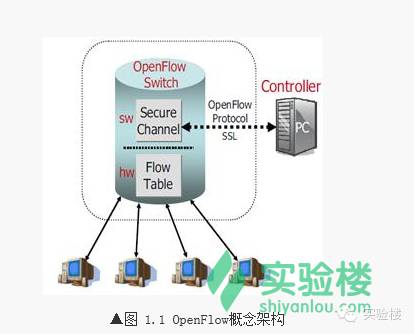 OpenFlow
Switch
Controller
sw
Secure
Channel
OpenFlow
Protocol
SSL
PC
hw
Flow
Table
实验楼
shiyanlou.com
▲图 1.1 OpenFlow概念架构
实验楼